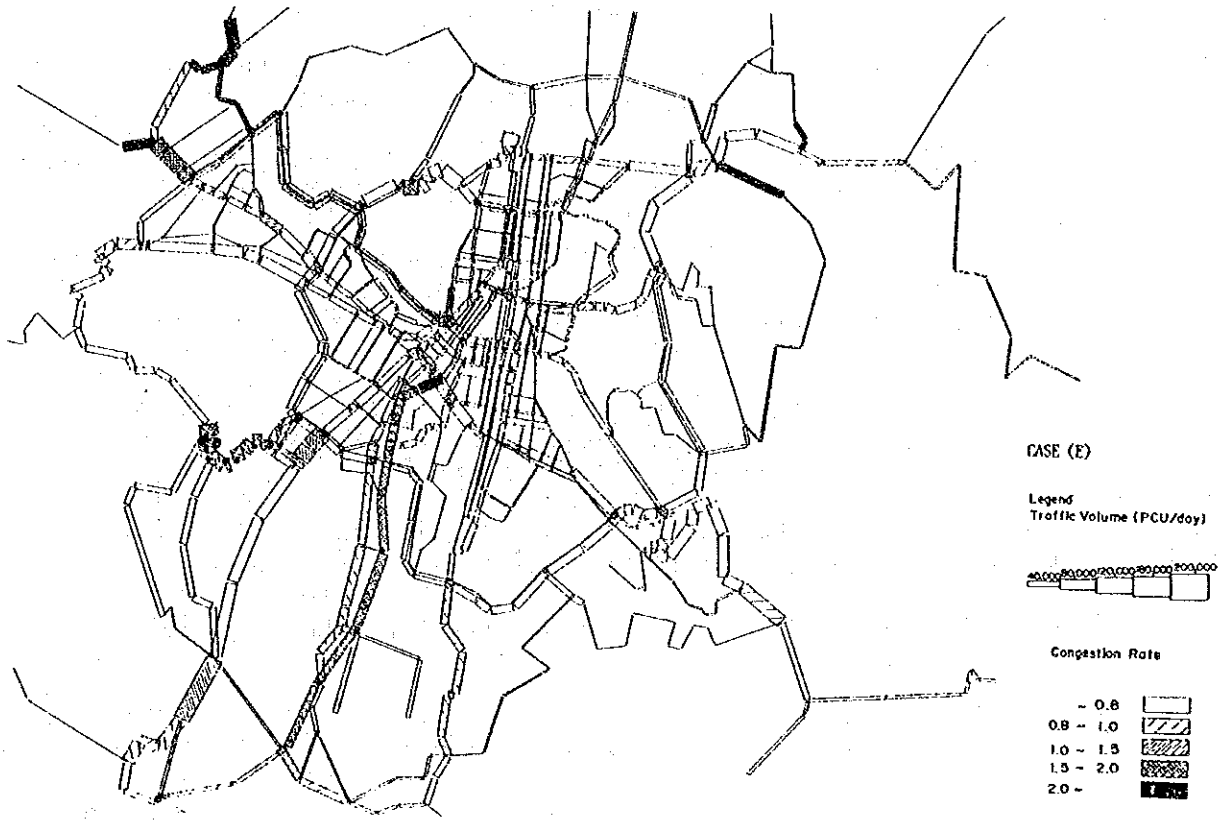 CASE (E)
Legend
Traffic Volume (PCU/day)
40,000 80,000 120,000 160,000 200,000
Congestion Rate
~ 0.8
0.8 ~ 1.0
1.0 ~ 1.5
1.5 ~ 2.0
2.0 ~